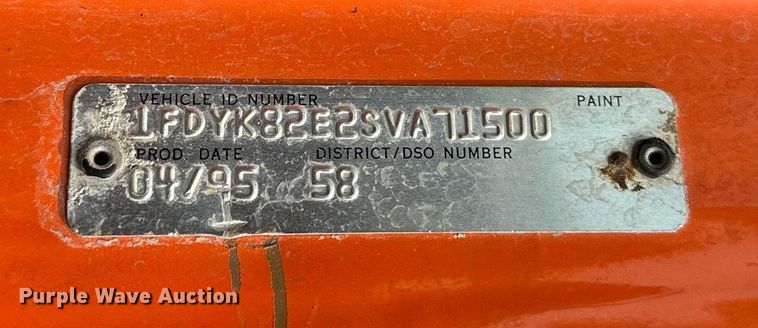 VEHICLE ID NUMBER PAINT
1FDYK82E2SVA71500
PROD. DATE DISTRICT/DSO NUMBER
04/95 58
Purple Wave Auction